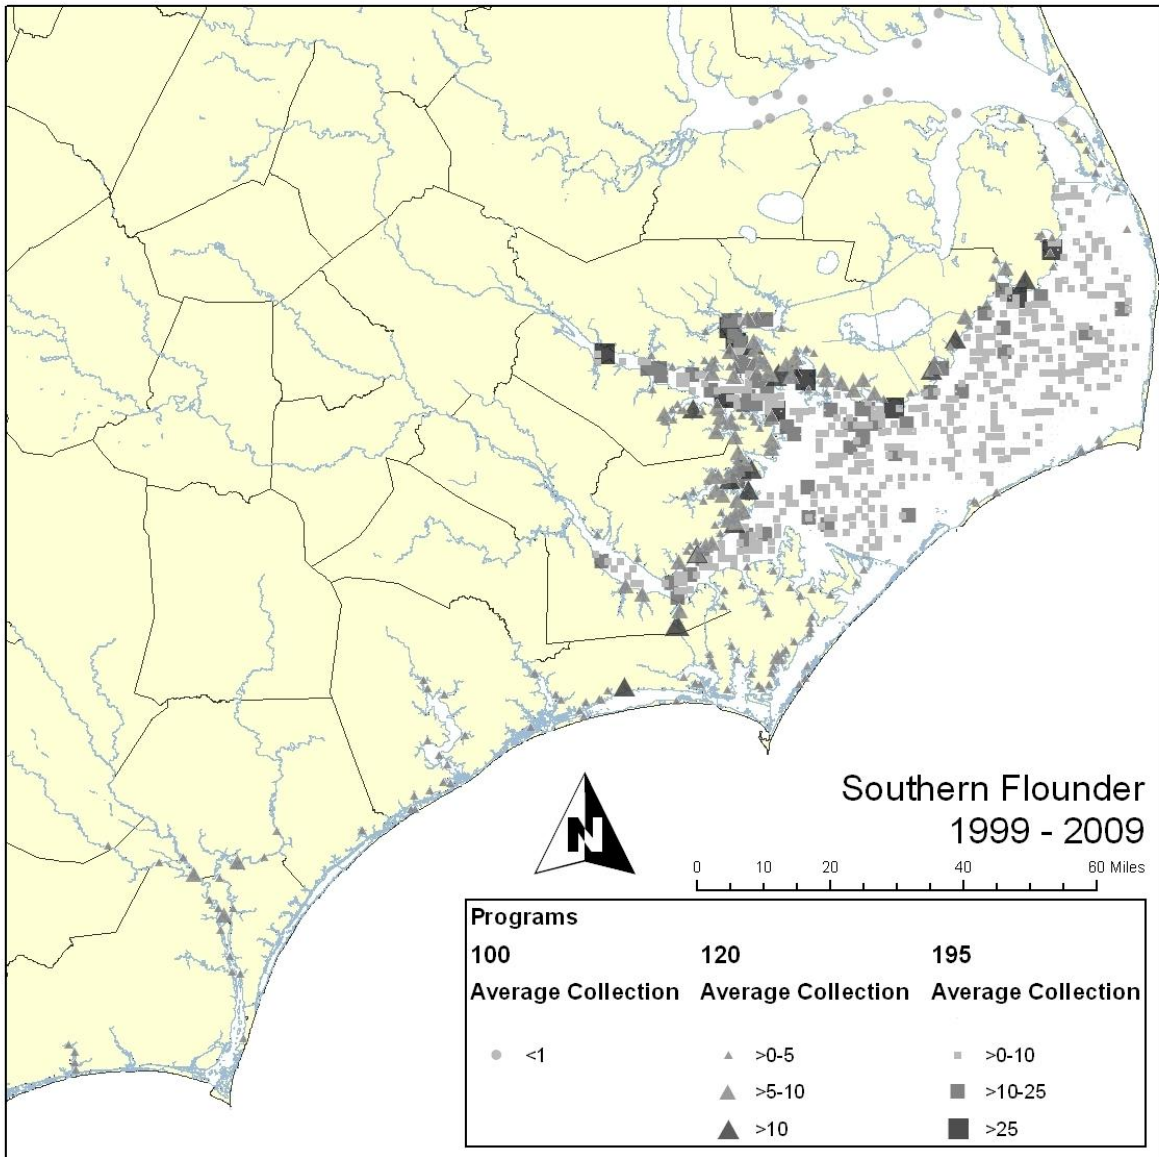 N
Southern Flounder
1999 - 2009
0 10 20 40 60 Miles
Programs
100 120 195
Average Collection Average Collection Average Collection
<1 >0-5 >0-10
>5-10 >10-25
>10 >25